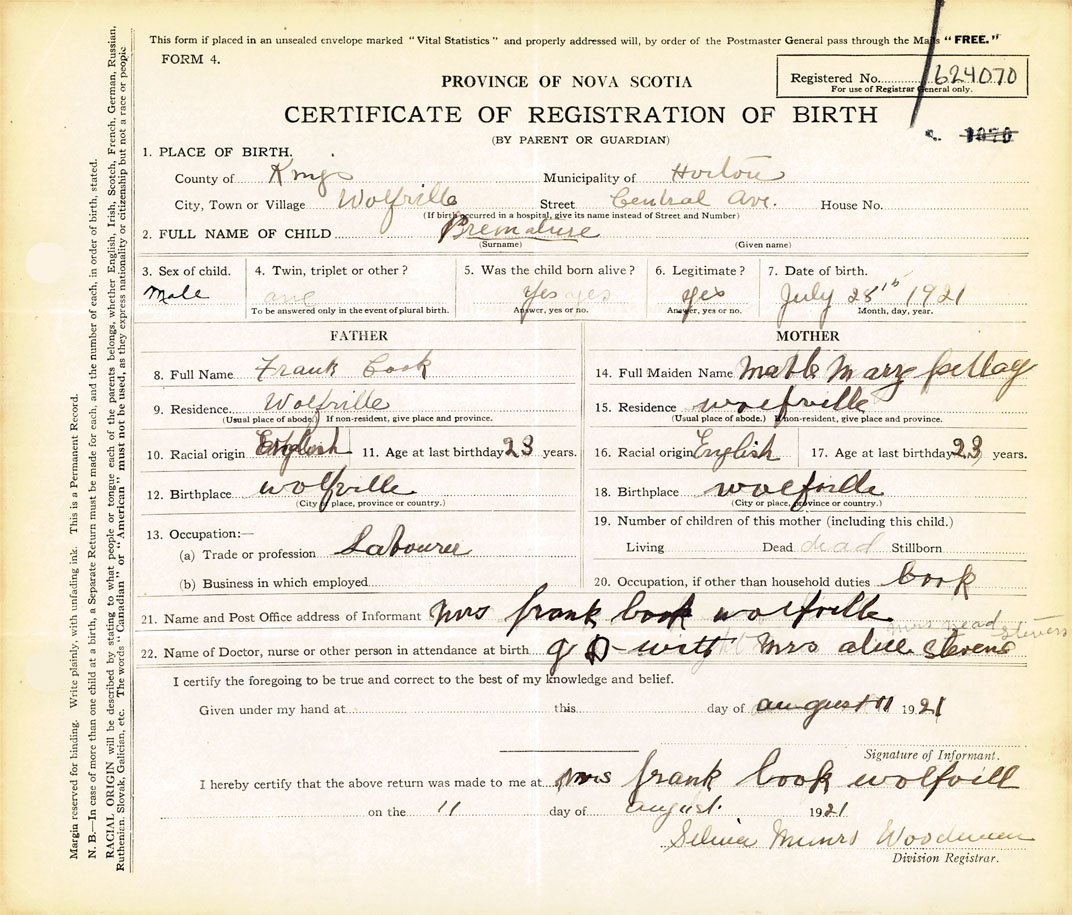 This form if placed in an unsealed envelope marked "Vital Statistics" and properly addressed will, by order of the Postmaster General pass through the Mails "FREE."
FORM 4.
PROVINCE OF NOVA SCOTIA
Registered No. 624070
For use of Registrar General only.
CERTIFICATE OF REGISTRATION OF BIRTH
(BY PARENT OR GUARDIAN)
1. PLACE OF BIRTH.
County of Kings Municipality of Horton
City, Town or Village Wolfville Street Central Ave. House No.
(If birth occurred in a hospital, give its name instead of Street and Number)
2. FULL NAME OF CHILD Premature
(Surname) (Given name)
3. Sex of child. 4. Twin, triplet or other? 5. Was the child born alive? 6. Legitimate? 7. Date of birth.
Male one Yes yes yes July 28th 1921
To be answered only in the event of plural birth. Answer, yes or no. Answer, yes or no. Month, day, year.
FATHER MOTHER
8. Full Name Frank Cook
14. Full Maiden Name Mary
9. Residence Wolfville
15. Residence wolfville
(Usual place of abode.) If non-resident, give place and province.
(Usual place of abode.) If non-resident, give place and province.
10. Racial origin English 11. Age at last birthday 23 years.
16. Racial origin English 17. Age at last birthday 23 years.
12. Birthplace wolfville
18. Birthplace wolfville
(City or place, province or country.)
(City or place, province or country.)
13. Occupation:—
19. Number of children of this mother (including this child.)
(a) Trade or profession Labourer
Living Dead dead Stillborn
(b) Business in which employed
20. Occupation, if other than household duties Cook
21. Name and Post Office address of Informant Mrs frank Cook wolfville
22. Name of Doctor, nurse or other person in attendance at birth Mrs alice Stevens
I certify the foregoing to be true and correct to the best of my knowledge and belief.
Given under my hand at this day of august 11 1921
Signature of Informant.
I hereby certify that the above return was made to me at Mrs frank Cook wolfvill
on the 11 day of august 1921
Munro Woodman
Division Registrar.
Margin reserved for binding. Write plainly, with unfading ink. This is a Permanent Record.
N. B.—In case of more than one child at a birth, a Separate Return must be made for each, and the number of each, in order of birth, stated.
RACIAL ORIGIN will be described by stating to what people or tongue each of the parents belongs, whether English, Irish, Scotch, French, German, Russian,
Ruthenian, Slovak, Galician, etc. The words "Canadian" or "American" must not be used, as they express nationality or citizenship but not a race or people